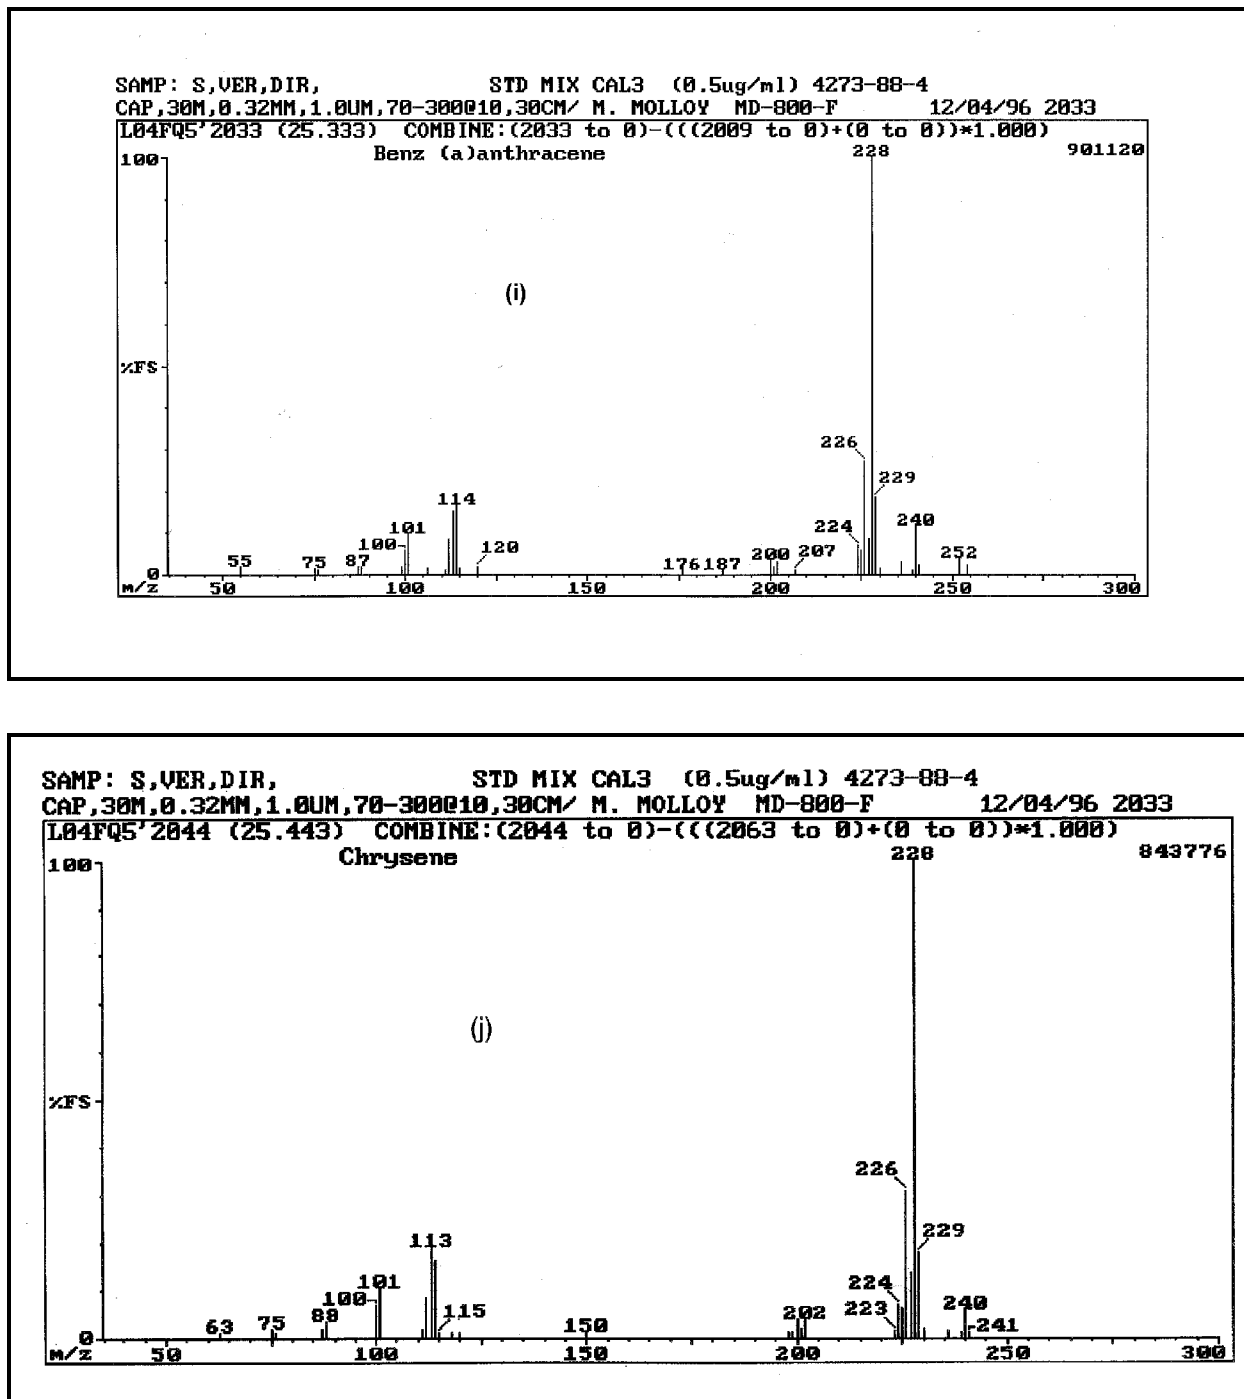 SAMP: S,VER,DIR, STD MIX CAL3 (0.5ug/ml) 4273-88-4
CAP,30M,0.32MM,1.0UM,70-300@10,30CM/ M. MOLLOY MD-800-F 12/04/96 2033
L04FQ5'2033 (25.333) COMBINE:(2033 to 0)-(((2009 to 0)+(0 to 0))*1.000)
100 Benz (a)anthracene 228 901120
(i)
%FS
226
229
114 224 240
101
100 120 200 207 252
55 75 87 176 187
0
m/z 50 100 150 200 250 300
SAMP: S,VER,DIR, STD MIX CAL3 (0.5ug/ml) 4273-88-4
CAP,30M,0.32MM,1.0UM,70-300@10,30CM/ M. MOLLOY MD-800-F 12/04/96 2033
L04FQ5'2044 (25.443) COMBINE:(2044 to 0)-(((2063 to 0)+(0 to 0))*1.000)
100 Chrysene 228 843776
(j)
%FS
226
229
113
101 224
100 115 202 223 240
63 75 88 150 241
0
m/z 50 100 150 200 250 300